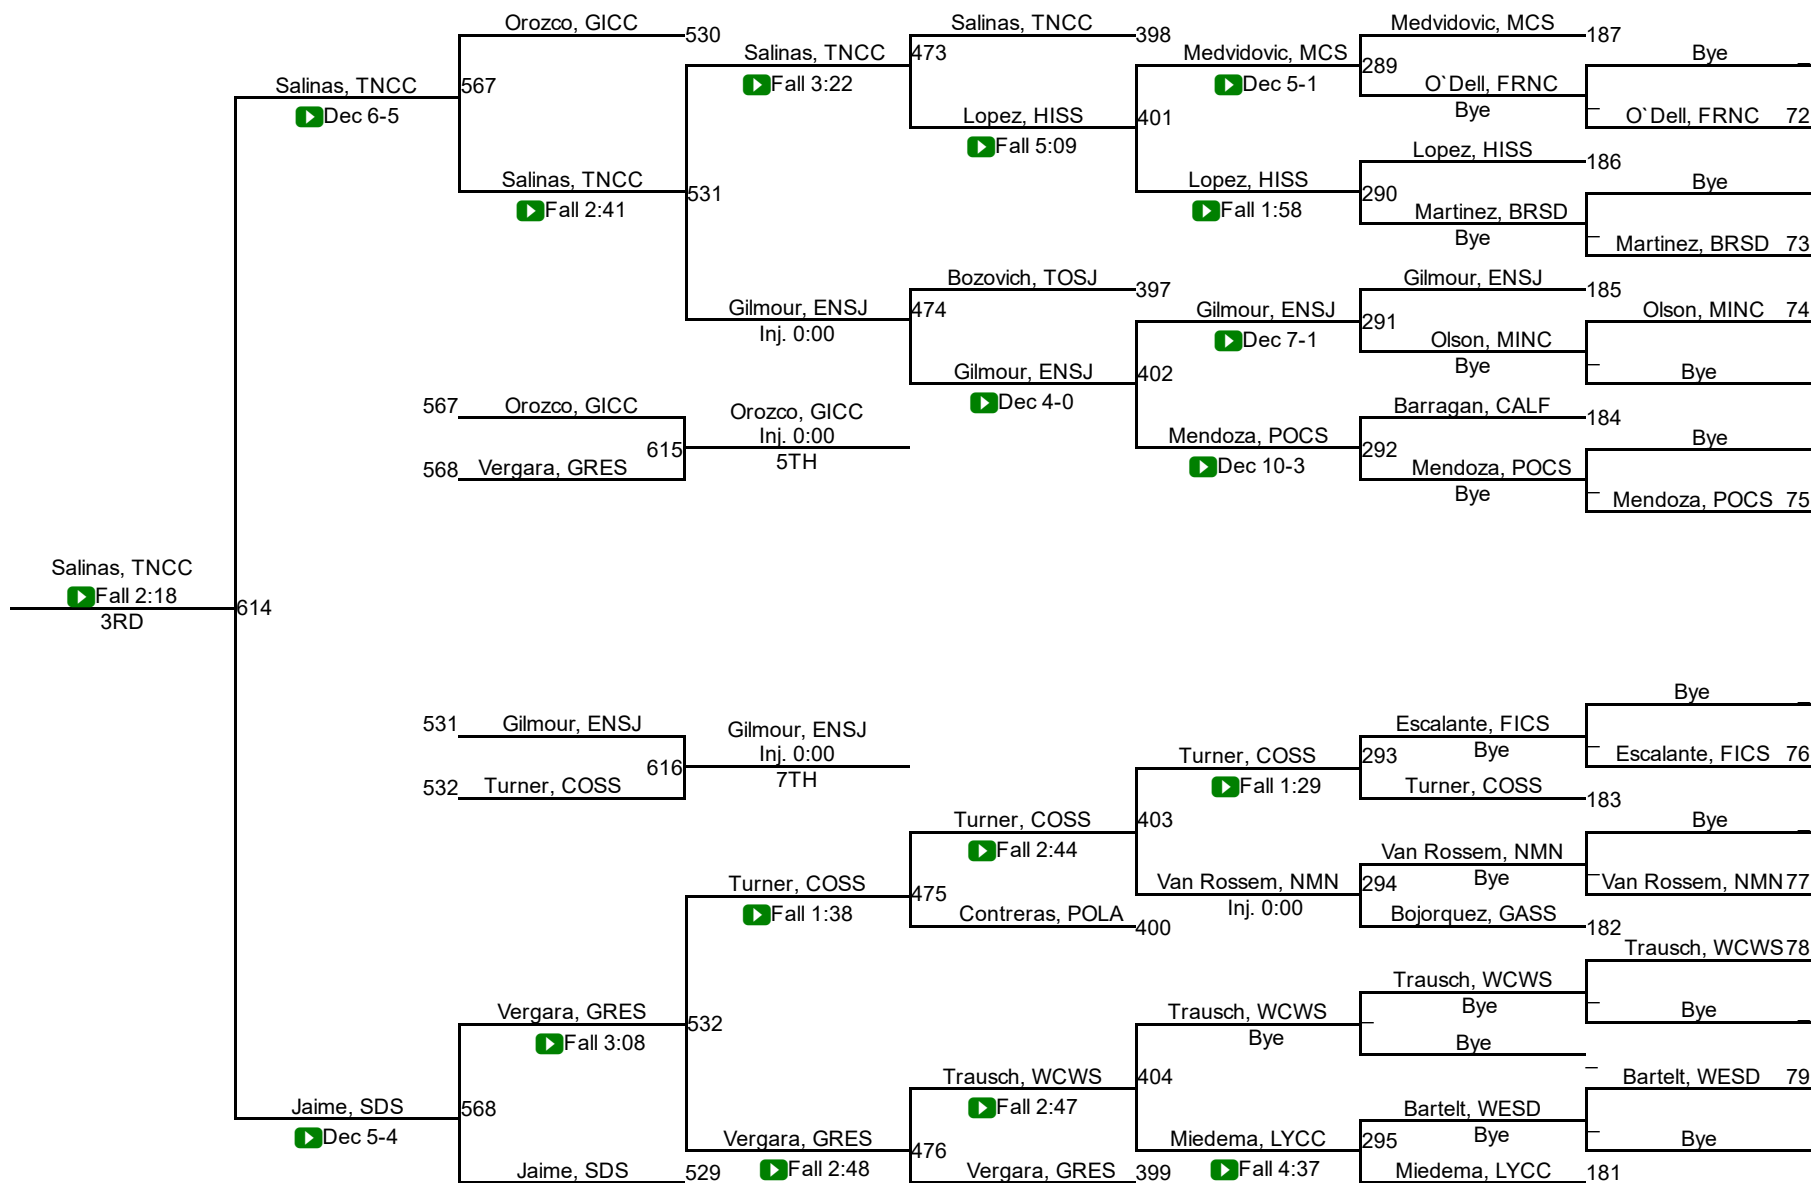 Orozco, GICC
530
Salinas, TNCC
398
Medvidovic, MCS
187
Salinas, TNCC
473
Medvidovic, MCS
Bye
Fall 3:22
Dec 5-1
289
O`Dell, FRNC
Salinas, TNCC
567
Bye
Dec 6-5
Lopez, HISS
401
O`Dell, FRNC 72
Fall 5:09
Lopez, HISS
186
Salinas, TNCC
531
Lopez, HISS
290
Bye
Fall 2:41
Fall 1:58
Martinez, BRSD
Bye
Martinez, BRSD 73
Bozovich, TOSJ
397
Gilmour, ENSJ
185
Gilmour, ENSJ
474
Gilmour, ENSJ
291
Olson, MINC 74
Inj. 0:00
Dec 7-1
Olson, MINC
Bye
Bye
Gilmour, ENSJ
402
Dec 4-0
567
Orozco, GICC
Orozco, GICC
Barragan, CALF
184
Inj. 0:00
615
5TH
Mendoza, POCS
292
Bye
Dec 10-3
568
Vergara, GRES
Mendoza, POCS
Bye
Mendoza, POCS 75
Salinas, TNCC
Fall 2:18
614
3RD
Bye
531
Gilmour, ENSJ
Gilmour, ENSJ
Inj. 0:00
616
7TH
532
Turner, COSS
Escalante, FICS
Bye
Turner, COSS
293
Escalante, FICS 76
Fall 1:29
Turner, COSS
183
Turner, COSS
403
Bye
Fall 2:44
Van Rossem, NMN
Bye
Turner, COSS
475
Van Rossem, NMN
294
Van Rossem, NMN 77
Fall 1:38
Inj. 0:00
Contreras, POLA
400
Bojorquez, GASS
182
Trausch, WCWS 78
Trausch, WCWS
Bye
Vergara, GRES
532
Trausch, WCWS
Bye
Fall 3:08
Bye
Bye
Trausch, WCWS
404
Bartelt, WESD 79
Fall 2:47
Jaime, SDS
568
Bartelt, WESD
Dec 5-4
Bye
Vergara, GRES
476
Miedema, LYCC
295
Bye
Fall 2:48
Fall 4:37
Jaime, SDS
529
Vergara, GRES
399
Miedema, LYCC
181